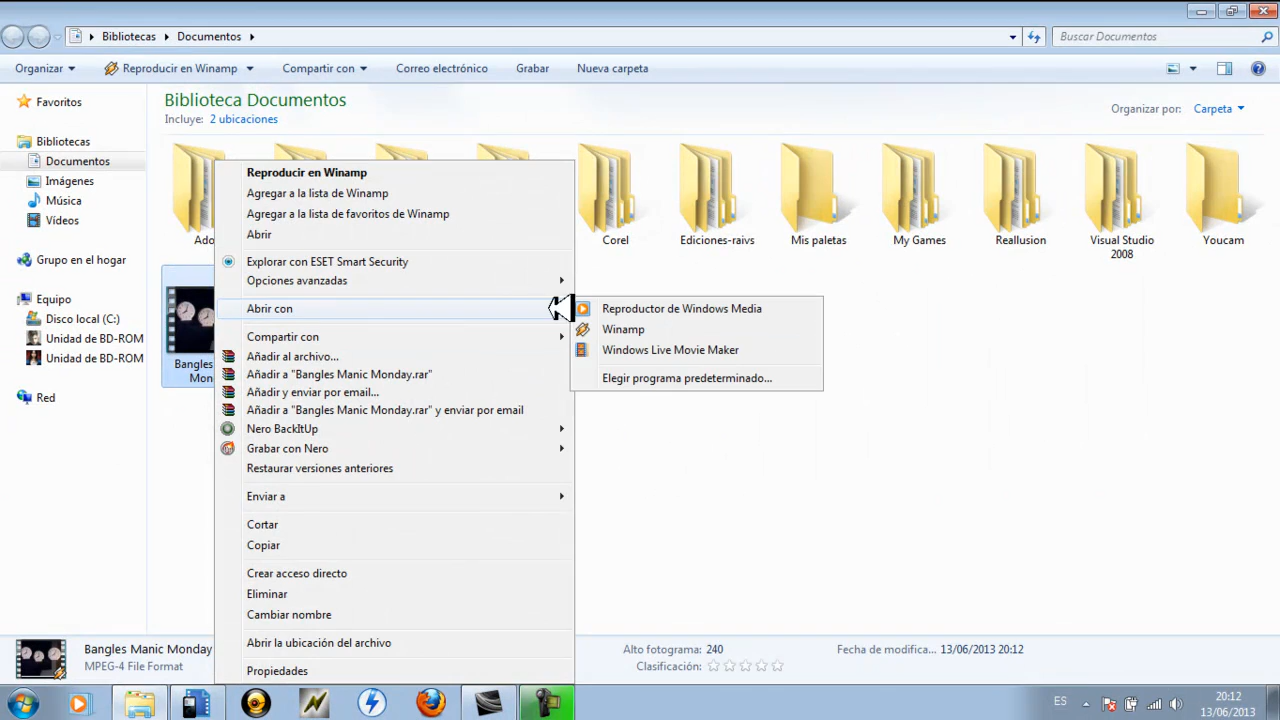 Bibliotecas
Documentos
Buscar Documentos
Organizar
Reproducir en Winamp
Compartir con
Correo electrónico
Grabar
Nueva carpeta
Favoritos
Bibliotecas
Documentos
Imágenes
Música
Vídeos
Grupo en el hogar
Equipo
Disco local (C:)
Unidad de BD-ROM
Unidad de BD-ROM
Red
Biblioteca Documentos
Incluye: 2 ubicaciones
Organizar por: Carpeta
Ado
Corel
Ediciones-raivs
Mis paletas
My Games
Reallusion
Visual Studio
2008
Youcam
Bangles
Mon
Reproducir en Winamp
Agregar a la lista de Winamp
Agregar a la lista de favoritos de Winamp
Abrir
Explorar con ESET Smart Security
Opciones avanzadas
Abrir con
Compartir con
Añadir al archivo...
Añadir a "Bangles Manic Monday.rar"
Añadir y enviar por email...
Añadir a "Bangles Manic Monday.rar" y enviar por email
Nero BackItUp
Grabar con Nero
Restaurar versiones anteriores
Enviar a
Cortar
Copiar
Crear acceso directo
Eliminar
Cambiar nombre
Abrir la ubicación del archivo
Propiedades
Reproductor de Windows Media
Winamp
Windows Live Movie Maker
Elegir programa predeterminado...
Bangles Manic Monday
MPEG-4 File Format
Alto fotograma: 240
Clasificación:
Fecha de modifica... 13/06/2013 20:12
ES
20:12
13/06/2013